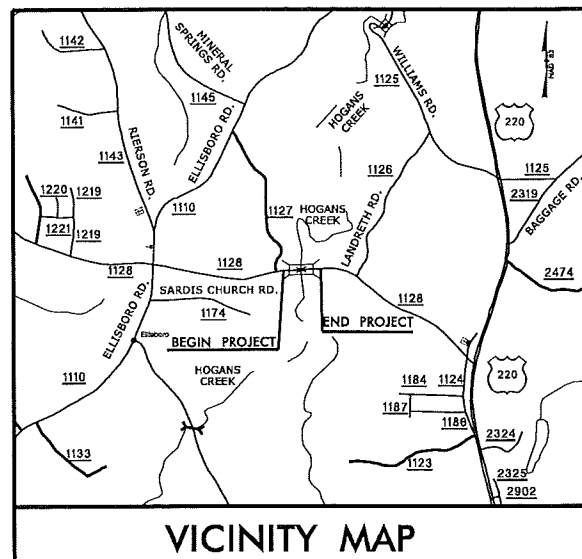 1142
MINERAL
SPRINGS RD.
1125
WILLIAMS RD.
NAD 83
220
1145
HOGANS
CREEK
1141
RIERSON RD.
1143
ELLISBORO RD.
1126
1125
2319
BAGGAGE RD.
1220
1219
1110
1127
HOGANS
CREEK
LANDRETH RD.
1221
1219
1128
1128
2474
SARDIS CHURCH RD.
1128
ELLISBORO RD.
1174
END PROJECT
BEGIN PROJECT
Ellisboro
HOGANS
CREEK
220
1110
1184
1124
1187
1186
2324
1133
1123
2325
2902
VICINITY MAP